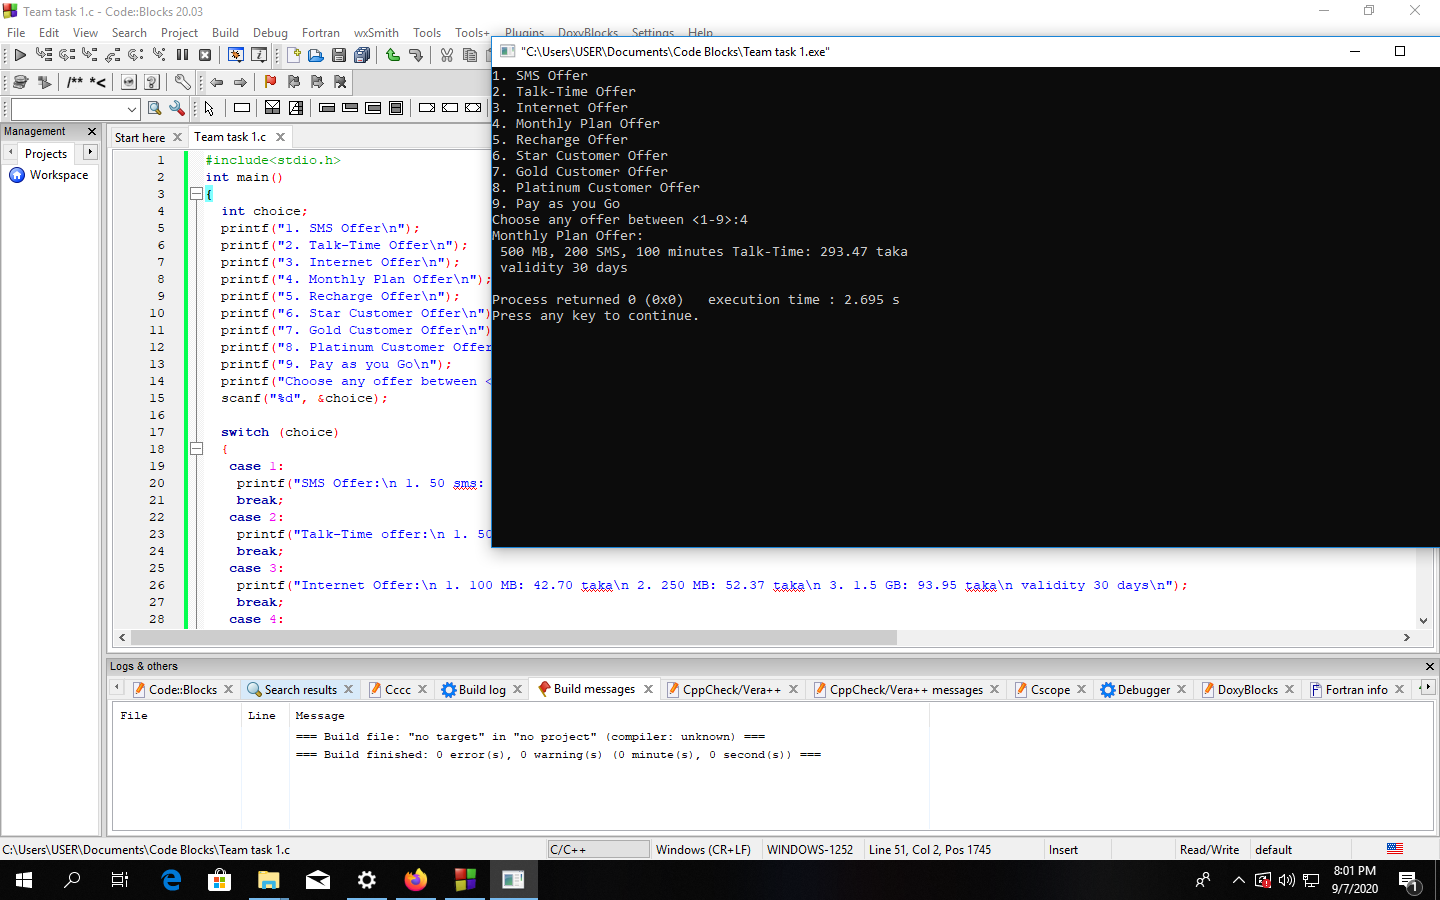 Team task 1.c - Code::Blocks 20.03
File Edit View Search Project Build Debug Fortran wxSmith Tools Tools+ Plugins DoxyBlocks Settings Help
"C:\Users\USER\Documents\Code Blocks\Team task 1.exe"
1. SMS Offer
2. Talk-Time Offer
3. Internet Offer
4. Monthly Plan Offer
5. Recharge Offer
6. Star Customer Offer
7. Gold Customer Offer
8. Platinum Customer Offer
9. Pay as you Go
Choose any offer between <1-9>:4
Monthly Plan Offer:
500 MB, 200 SMS, 100 minutes Talk-Time: 293.47 taka
validity 30 days
Process returned 0 (0x0) execution time : 2.695 s
Press any key to continue.
/** *<
Management
Projects
Workspace
Start here Team task 1.c
1 #include<stdio.h>
2 int main()
3 {
4 int choice;
5 printf("1. SMS Offer\n");
6 printf("2. Talk-Time Offer\n");
7 printf("3. Internet Offer\n");
8 printf("4. Monthly Plan Offer\n");
9 printf("5. Recharge Offer\n");
10 printf("6. Star Customer Offer\n")
11 printf("7. Gold Customer Offer\n")
12 printf("8. Platinum Customer Offer
13 printf("9. Pay as you Go\n");
14 printf("Choose any offer between <
15 scanf("%d", &choice);
16
17 switch (choice)
18 {
19 case 1:
20 printf("SMS Offer:\n 1. 50 sms:
21 break;
22 case 2:
23 printf("Talk-Time offer:\n 1. 50
24 break;
25 case 3:
26 printf("Internet Offer:\n 1. 100 MB: 42.70 taka\n 2. 250 MB: 52.37 taka\n 3. 1.5 GB: 93.95 taka\n validity 30 days\n");
27 break;
28 case 4:
Logs & others
Code::Blocks Search results Cccc Build log Build messages CppCheck/Vera++ CppCheck/Vera++ messages Cscope Debugger DoxyBlocks Fortran info
File Line Message
=== Build file: "no target" in "no project" (compiler: unknown) ===
=== Build finished: 0 error(s), 0 warning(s) (0 minute(s), 0 second(s)) ===
C:\Users\USER\Documents\Code Blocks\Team task 1.c C/C++ Windows (CR+LF) WINDOWS-1252 Line 51, Col 2, Pos 1745 Insert Read/Write default
8:01 PM
9/7/2020
1